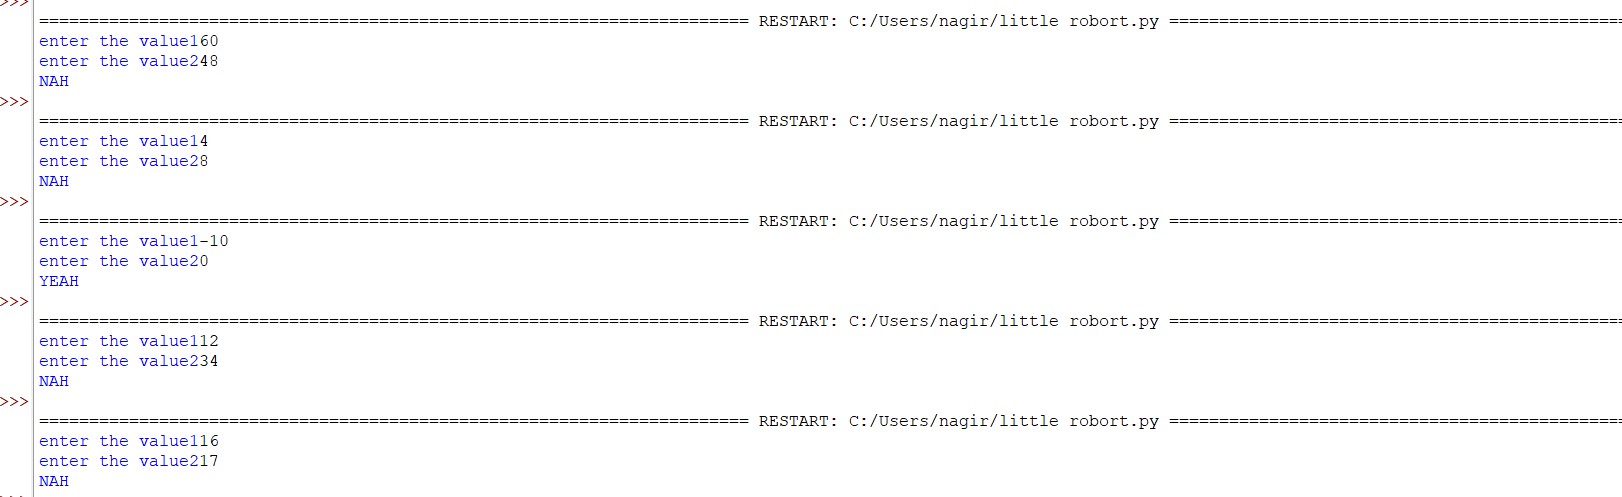 >>>
======================================================================= RESTART: C:/Users/nagir/little robort.py ==============================================
enter the value160
enter the value248
NAH
>>>
======================================================================= RESTART: C:/Users/nagir/little robort.py ==============================================
enter the value14
enter the value28
NAH
>>>
======================================================================= RESTART: C:/Users/nagir/little robort.py ==============================================
enter the value1-10
enter the value20
YEAH
>>>
======================================================================= RESTART: C:/Users/nagir/little robort.py ==============================================
enter the value112
enter the value234
NAH
>>>
======================================================================= RESTART: C:/Users/nagir/little robort.py ==============================================
enter the value116
enter the value217
NAH